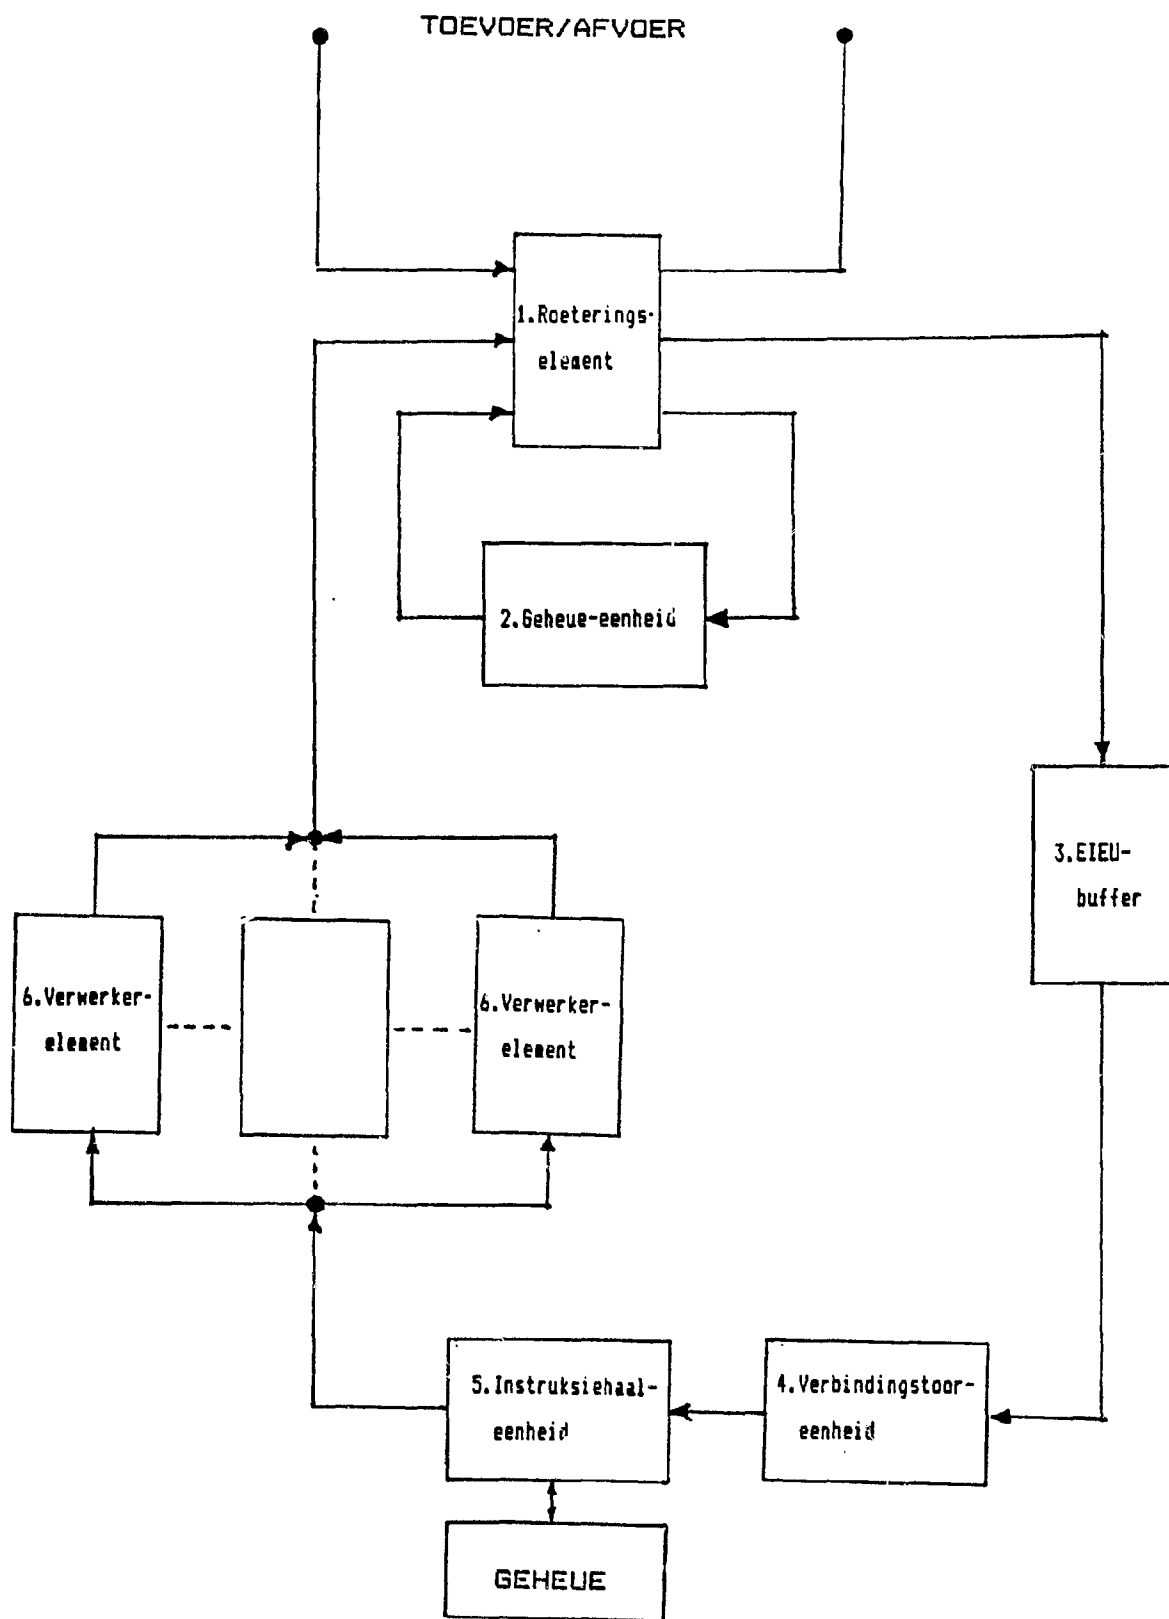 TOEVOER/AFVOER
1.Roeterings-
element
2.Geheue-eenheid
3.EIEU-
buffer
6.Verwerker-
element
6.Verwerker-
element
5.Instruksiehaal-
eenheid
4.Verbindingstoor-
eenheid
GEHEUE